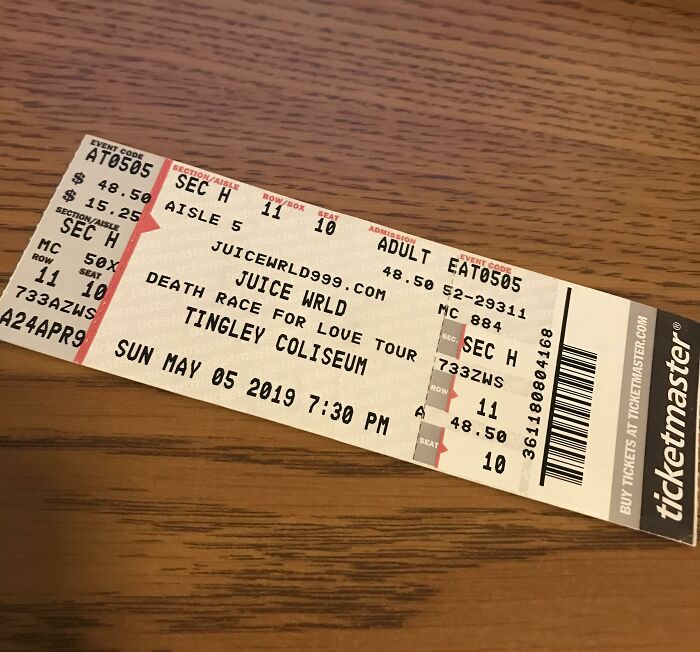 EVENT CODE
AT0505
$ 48.50
$ 15.25
SECTION/AISLE
SEC H
MC 50X
ROW SEAT
11 10
733AZWS
A24APR9
SECTION/AISLE ROW/BOX SEAT ADMISSION
SEC H 11 10 ADULT
AISLE 5 48.50
JUICEWRLD999.COM
JUICE WRLD
DEATH RACE FOR LOVE TOUR
TINGLEY COLISEUM
SUN MAY 05 2019 7:30 PM
EVENT CODE
EAT0505
52-29311
MC 884
SEC. SEC H
733ZWS
ROW 11
A 48.50
SEAT 10
361180804168
BUY TICKETS AT TICKETMASTER.COM
ticketmaster®